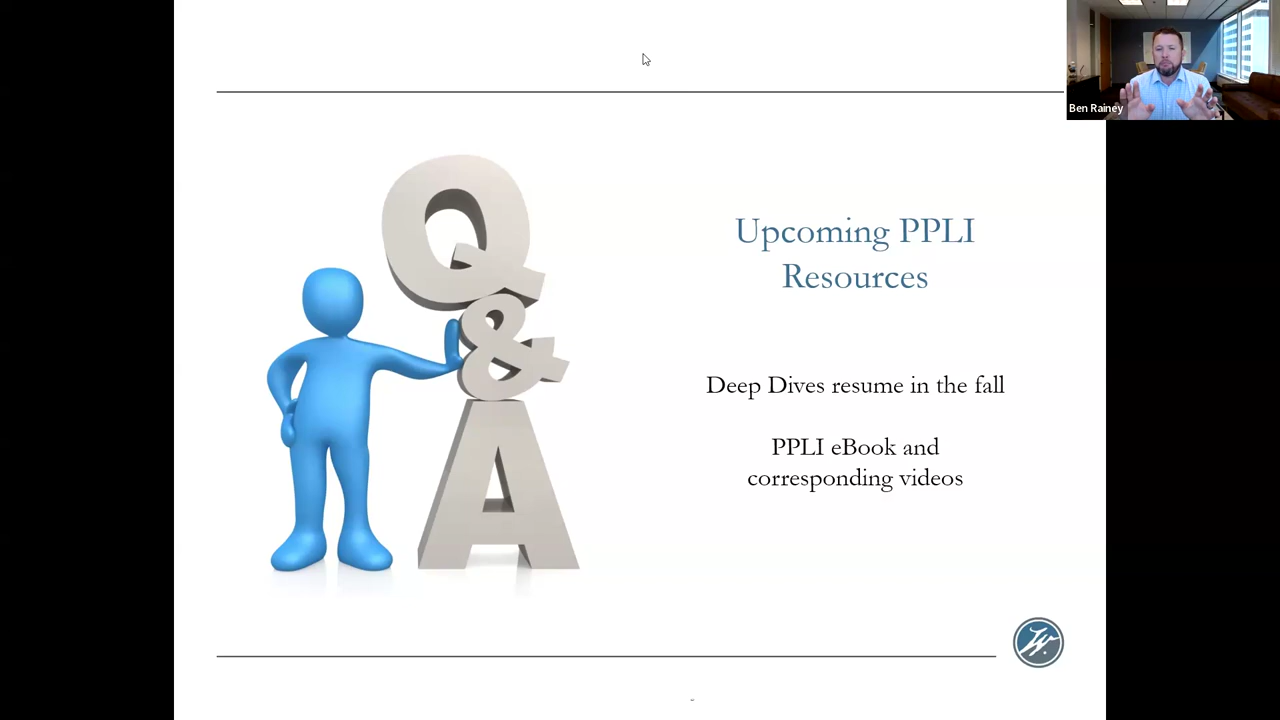 Ben Rainey
Q
&
A
Upcoming PPLI
Resources
Deep Dives resume in the fall
PPLI eBook and
corresponding videos